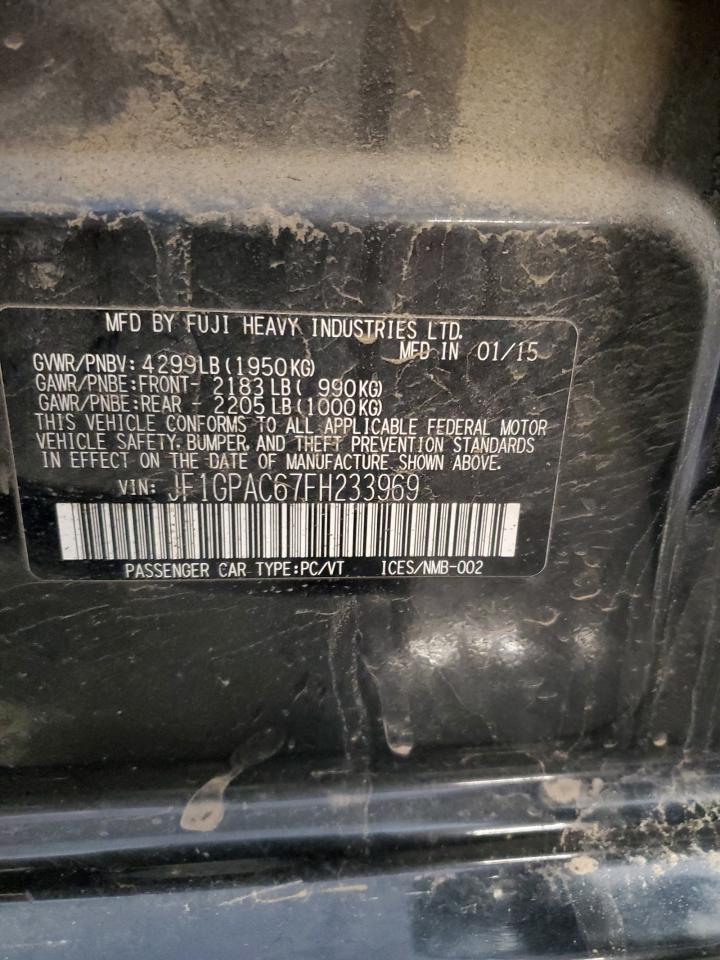 MFD BY FUJI HEAVY INDUSTRIES LTD.
MFD IN 01/15
GVWR/PNBV: 4299LB(1950KG)
GAWR/PNBE:FRONT- 2183LB( 990KG)
GAWR/PNBE:REAR - 2205LB(1000KG)
THIS VEHICLE CONFORMS TO ALL APPLICABLE FEDERAL MOTOR
VEHICLE SAFETY, BUMPER, AND THEFT PREVENTION STANDARDS
IN EFFECT ON THE DATE OF MANUFACTURE SHOWN ABOVE.
VIN: JF1GPAC67FH233969
PASSENGER CAR TYPE:PC/VT ICES/NMB-002